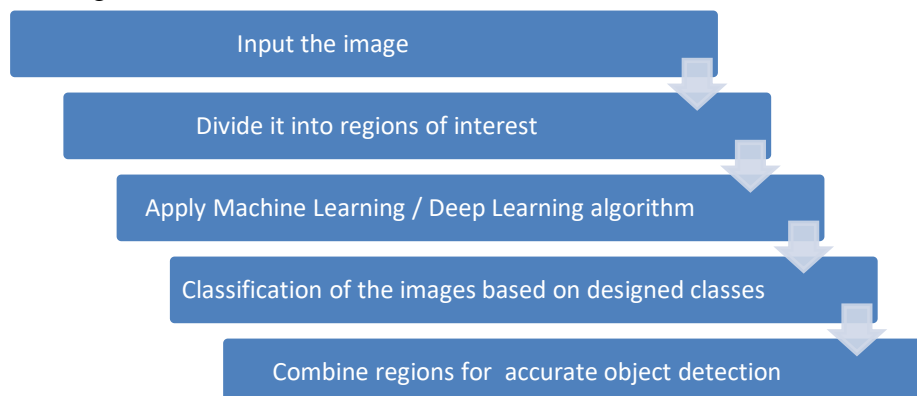 Input the image
Divide it into regions of interest
Apply Machine Learning / Deep Learning algorithm
Classification of the images based on designed classes
Combine regions for accurate object detection